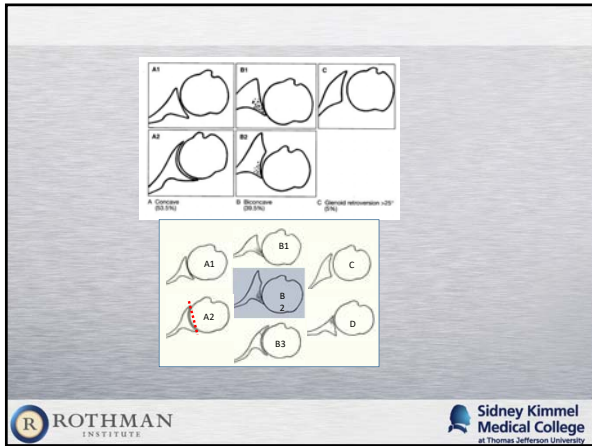 A1
B1
C
A2
B2
A Concave
(53.5%)
B Biconcave
(39.5%)
C Glenoid retroversion >25°
(5%)
A1
B1
C
A2
B
2
D
B3
R
ROTHMAN
INSTITUTE
Sidney Kimmel
Medical College
at Thomas Jefferson University